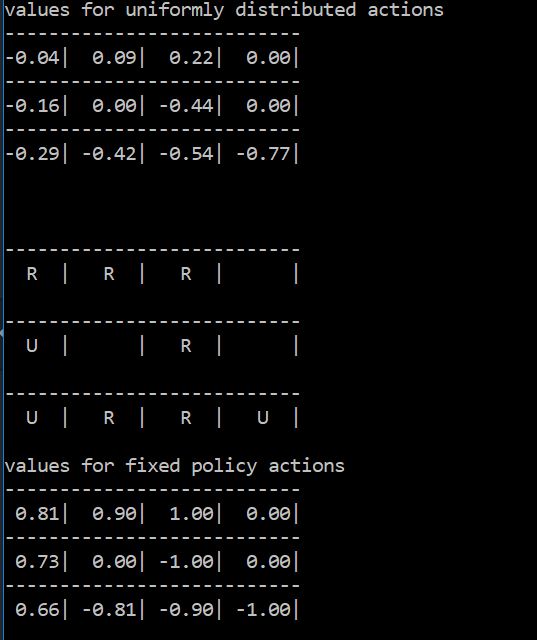 values for uniformly distributed actions
---------------------------
-0.04|  0.09|  0.22|  0.00|
---------------------------
-0.16|  0.00| -0.44|  0.00|
---------------------------
-0.29| -0.42| -0.54| -0.77|
---------------------------
  R  |   R  |   R  |      |
---------------------------
  U  |      |   R  |      |
---------------------------
  U  |   R  |   R  |   U  |
values for fixed policy actions
---------------------------
 0.81|  0.90|  1.00|  0.00|
---------------------------
 0.73|  0.00| -1.00|  0.00|
---------------------------
 0.66| -0.81| -0.90| -1.00|